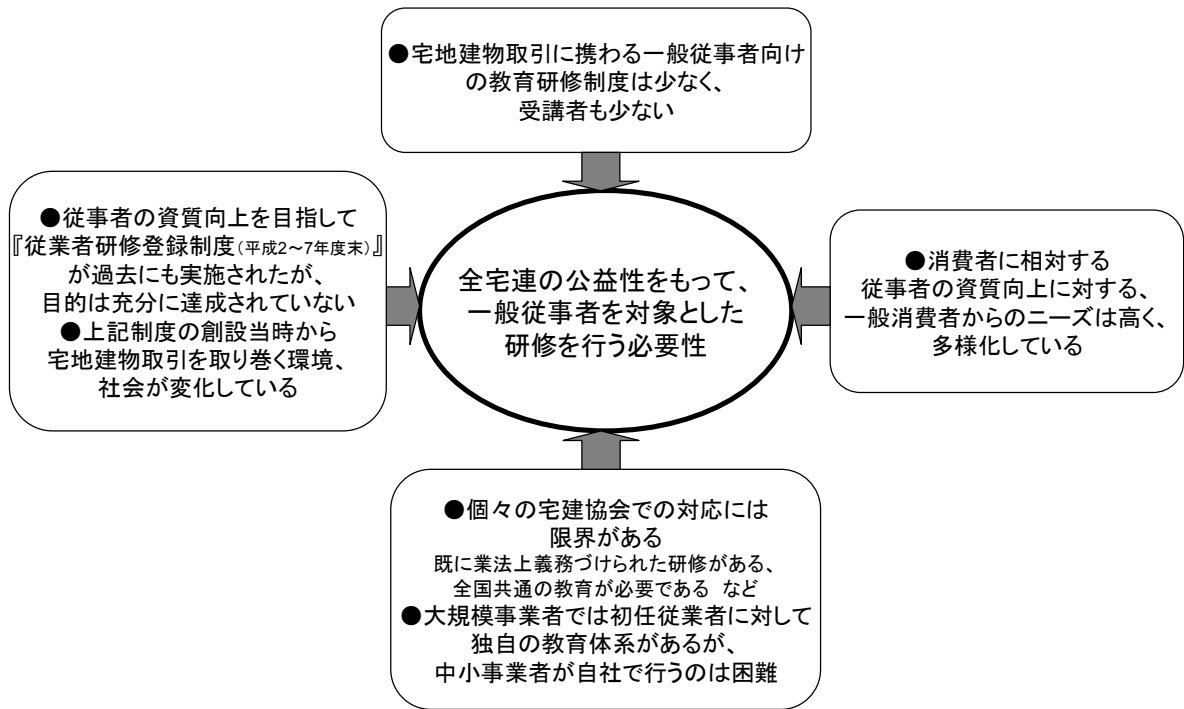 ●宅地建物取引に携わる一般従事者向け
の教育研修制度は少なく、
受講者も少ない
●従事者の資質向上を目指して
『従業者研修登録制度(平成2~7年度末)』
が過去にも実施されたが、
目的は充分に達成されていない
●上記制度の創設当時から
宅地建物取引を取り巻く環境、
社会が変化している
全宅連の公益性をもって、
一般従事者を対象とした
研修を行う必要性
●消費者に相対する
従事者の資質向上に対する、
一般消費者からのニーズは高く、
多様化している
●個々の宅建協会での対応には
限界がある
既に業法上義務づけられた研修がある、
全国共通の教育が必要である など
●大規模事業者では初任従業者に対して
独自の教育体系があるが、
中小事業者が自社で行うのは困難